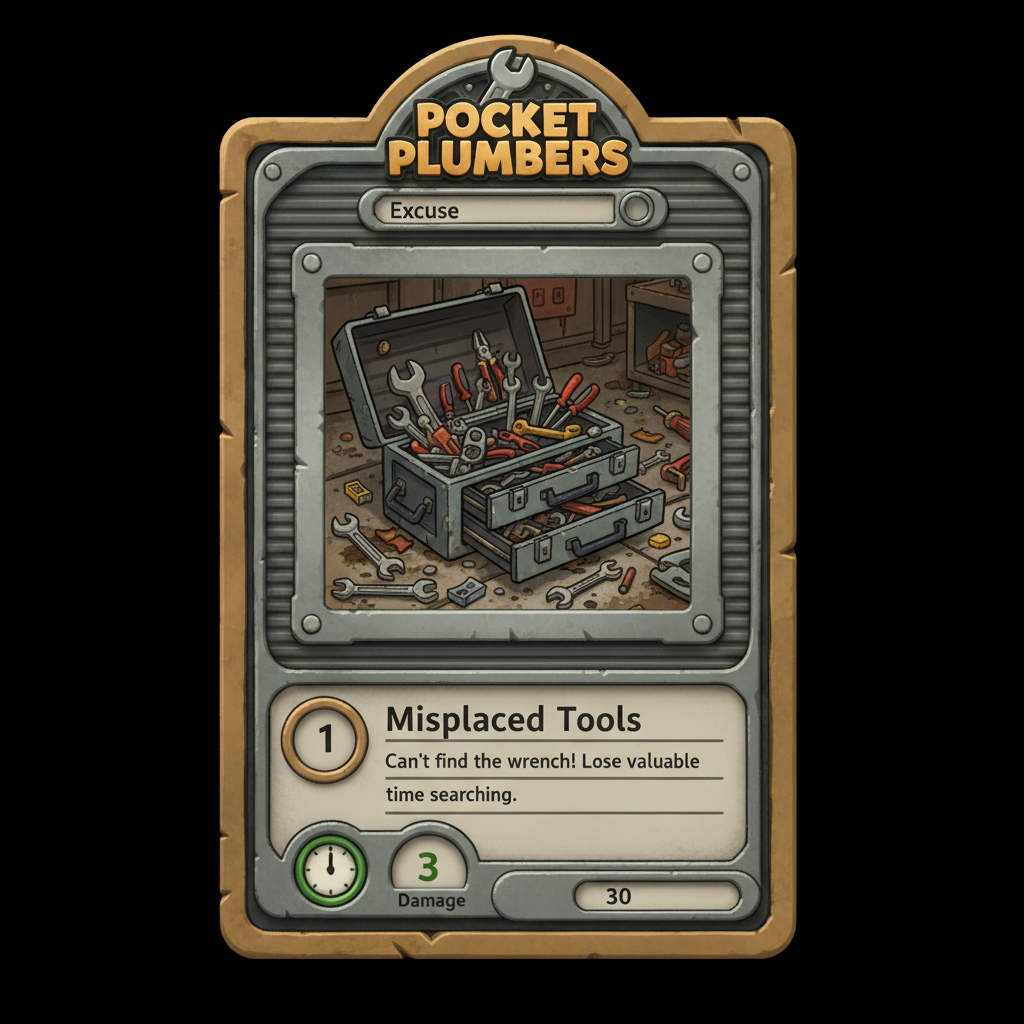 POCKET
PLUMBERS
Excuse
1
Misplaced Tools
Can't find the wrench! Lose valuable
time searching.
3
Damage
30